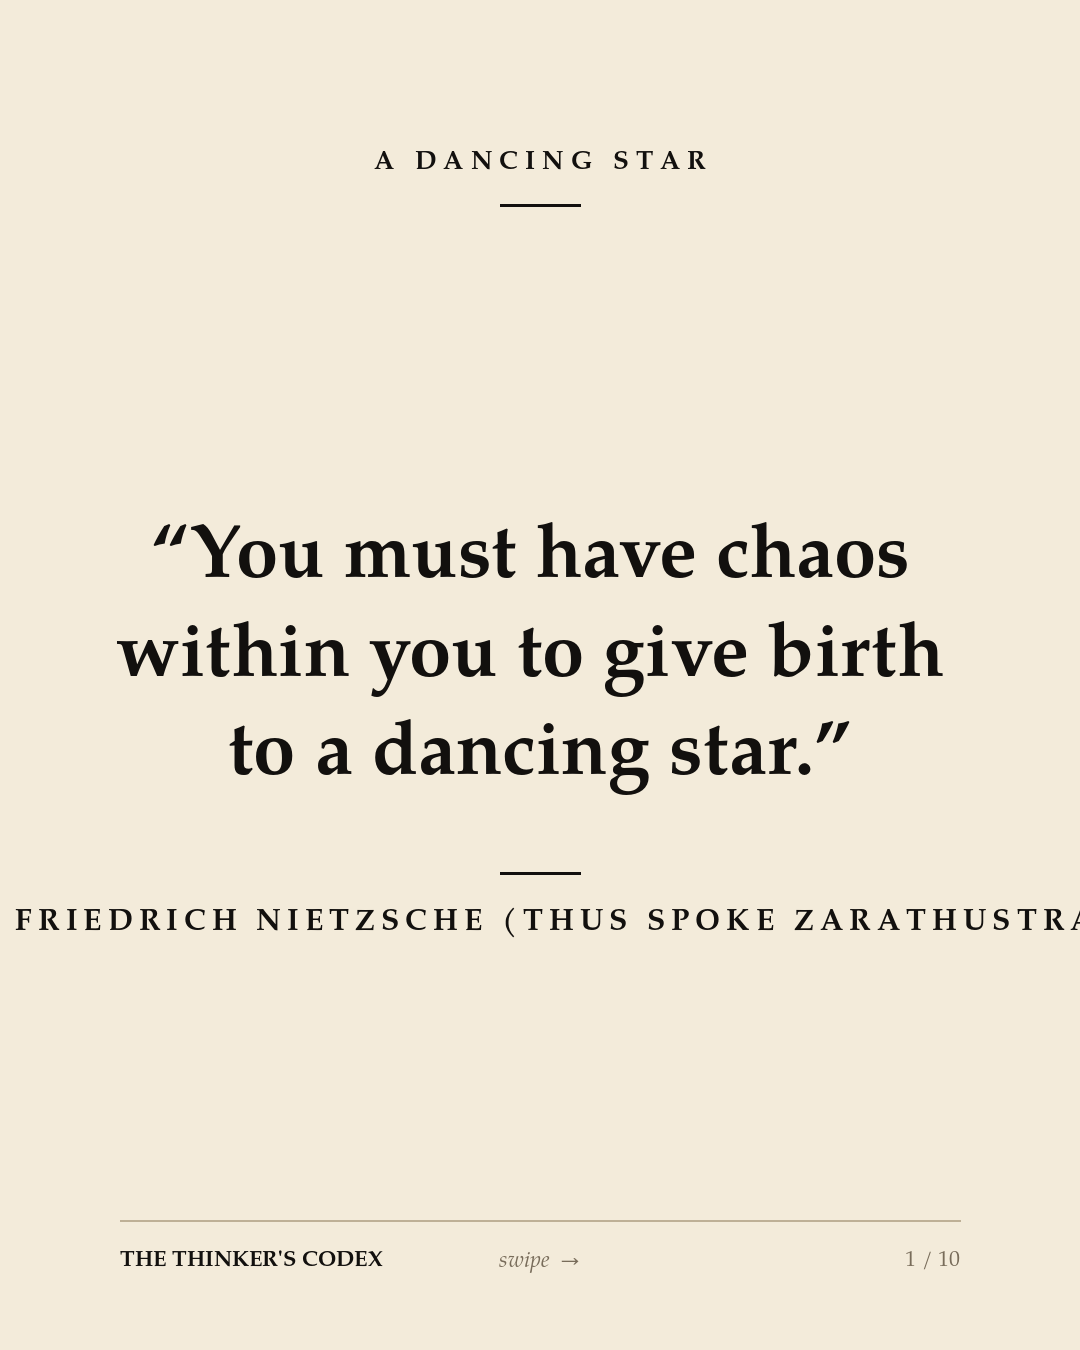 A DANCING STAR
“You must have chaos
within you to give birth
to a dancing star.”
FRIEDRICH NIETZSCHE (THUS SPOKE ZARATHUSTRA
THE THINKER'S CODEX
swipe →
1 / 10